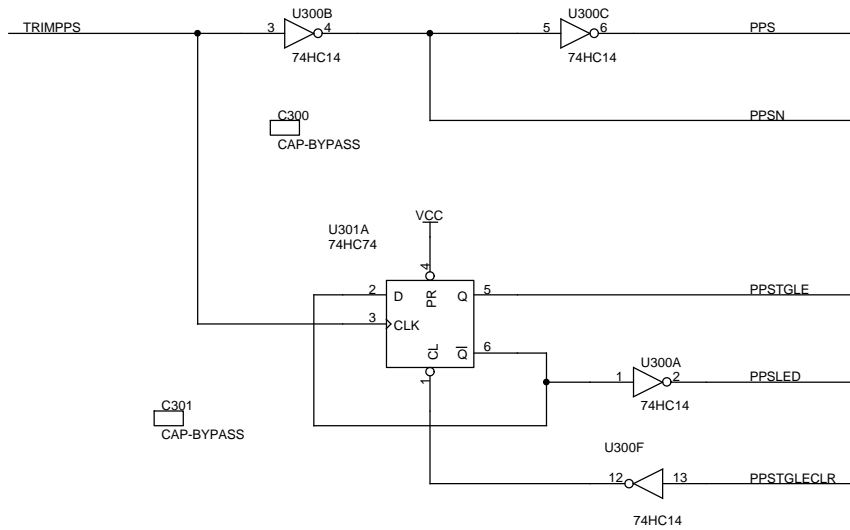 U300B
U300C
TRIMPPS 3 4 5 6 PPS
74HC14 74HC14
C300
PPSN
CAP-BYPASS
U301A
VCC
74HC74
4
2 D PR Q 5 PPSTGLE
3 CLK
CL Q 6
1
U300A
1 2 PPSLED
74HC14
C301
CAP-BYPASS
U300F
12 13 PPSTGLECLR
74HC14